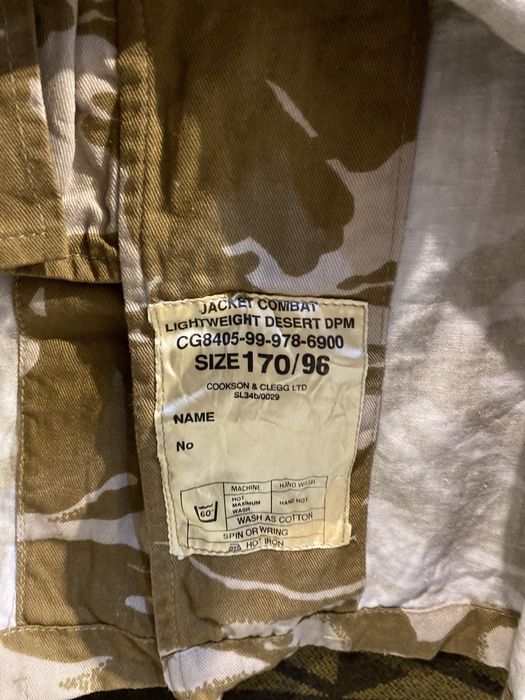 JACKET COMBAT
LIGHTWEIGHT DESERT DPM
CG8405-99-978-6900
SIZE 170/96
COOKSON & CLEGG LTD
SL34b/0029
NAME
No
MACHINE HAND WASH
60° HOT MAXIMUM WASH HAND HOT
WASH AS COTTON
SPIN OR WRING
HOT IRON